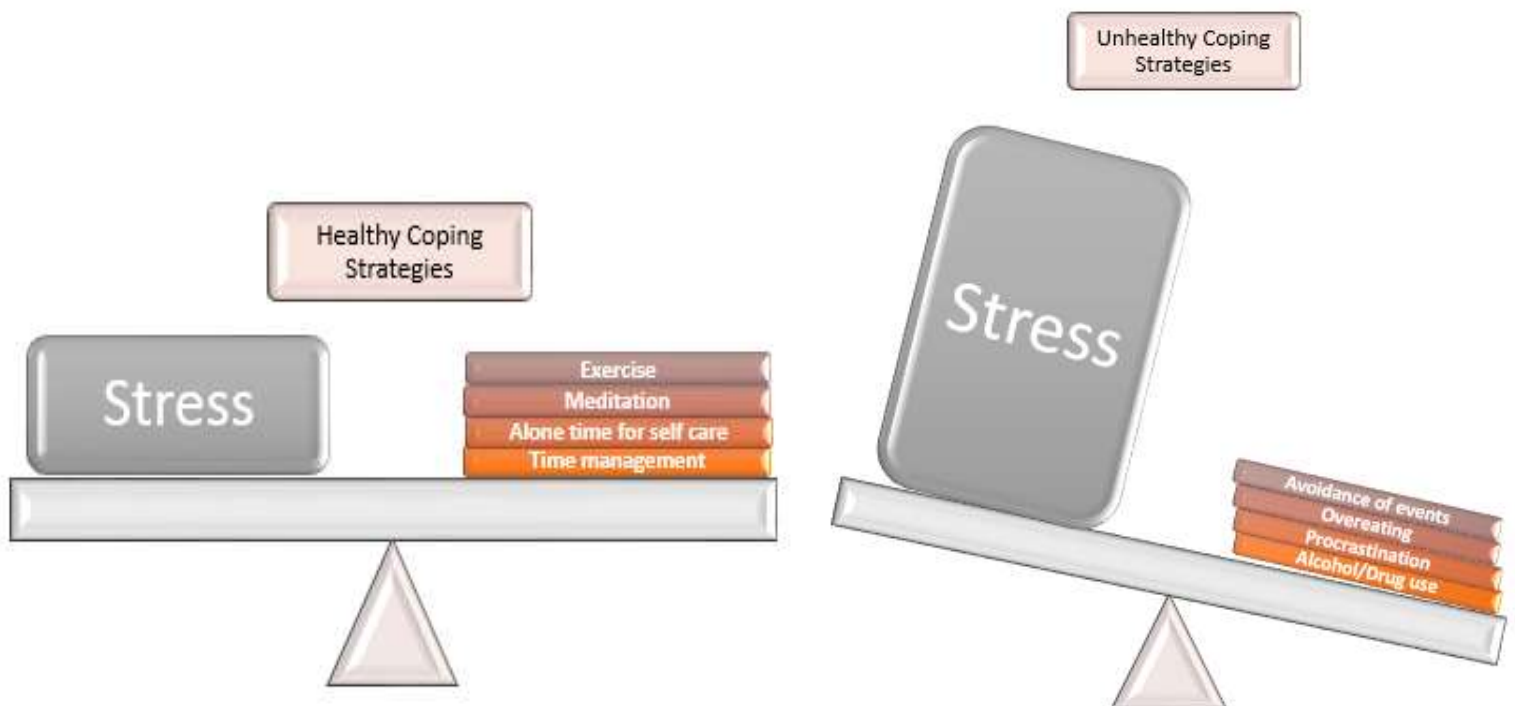 Healthy Coping
Strategies
Stress
Exercise
Meditation
Alone time for self care
Time management
Unhealthy Coping
Strategies
Stress
Avoidance of events
Overeating
Procrastination
Alcohol/Drug use